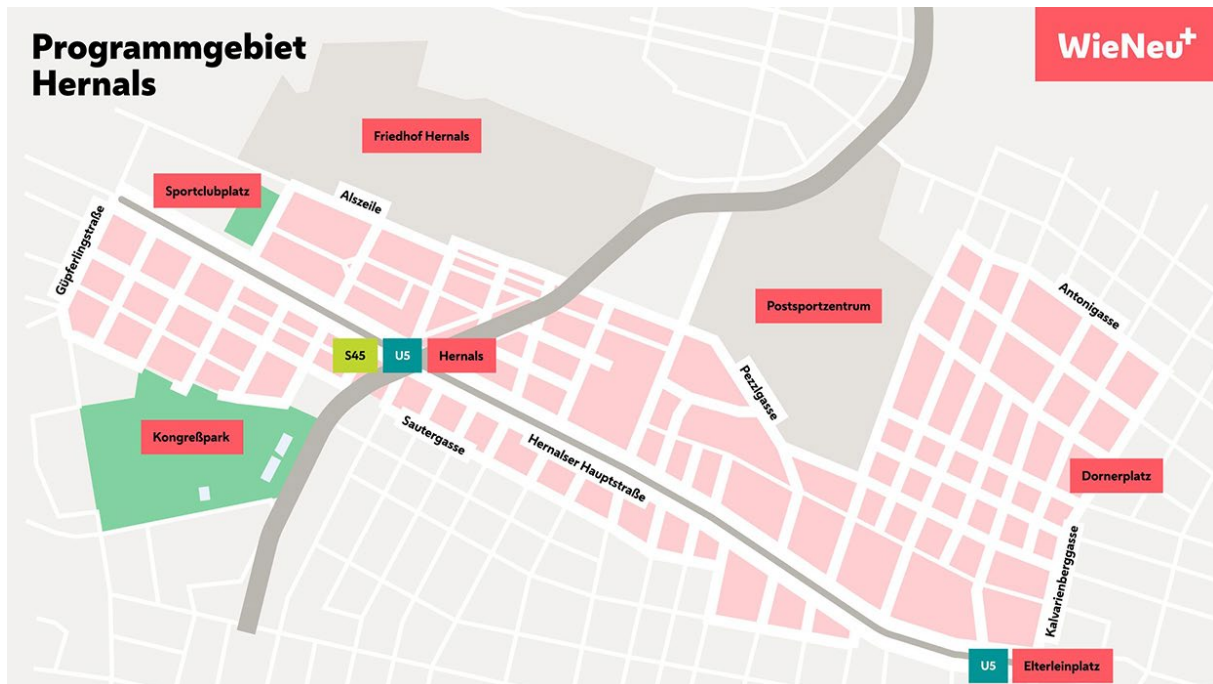 Programmgebiet
Hernals
WieNeu+
Friedhof Hernals
Sportclubplatz
Alszeile
Güpferlingstraße
Antonigasse
Postsportzentrum
S45
U5
Hernals
Pezzlgasse
Kongreßpark
Sautergasse
Hernalser Hauptstraße
Dornerplatz
Kalvarienberggasse
U5
Elterleinplatz